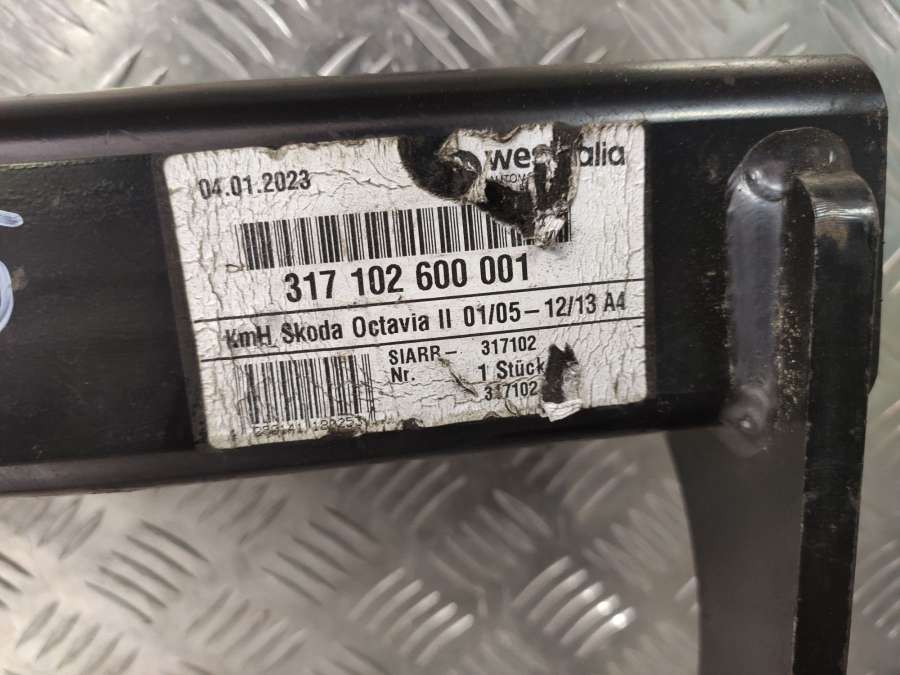 04.01.2023
317 102 600 001
KmH Skoda Octavia II 01/05 – 12/13 A4
SIARR – 317102
Nr. 1 Stück
317102